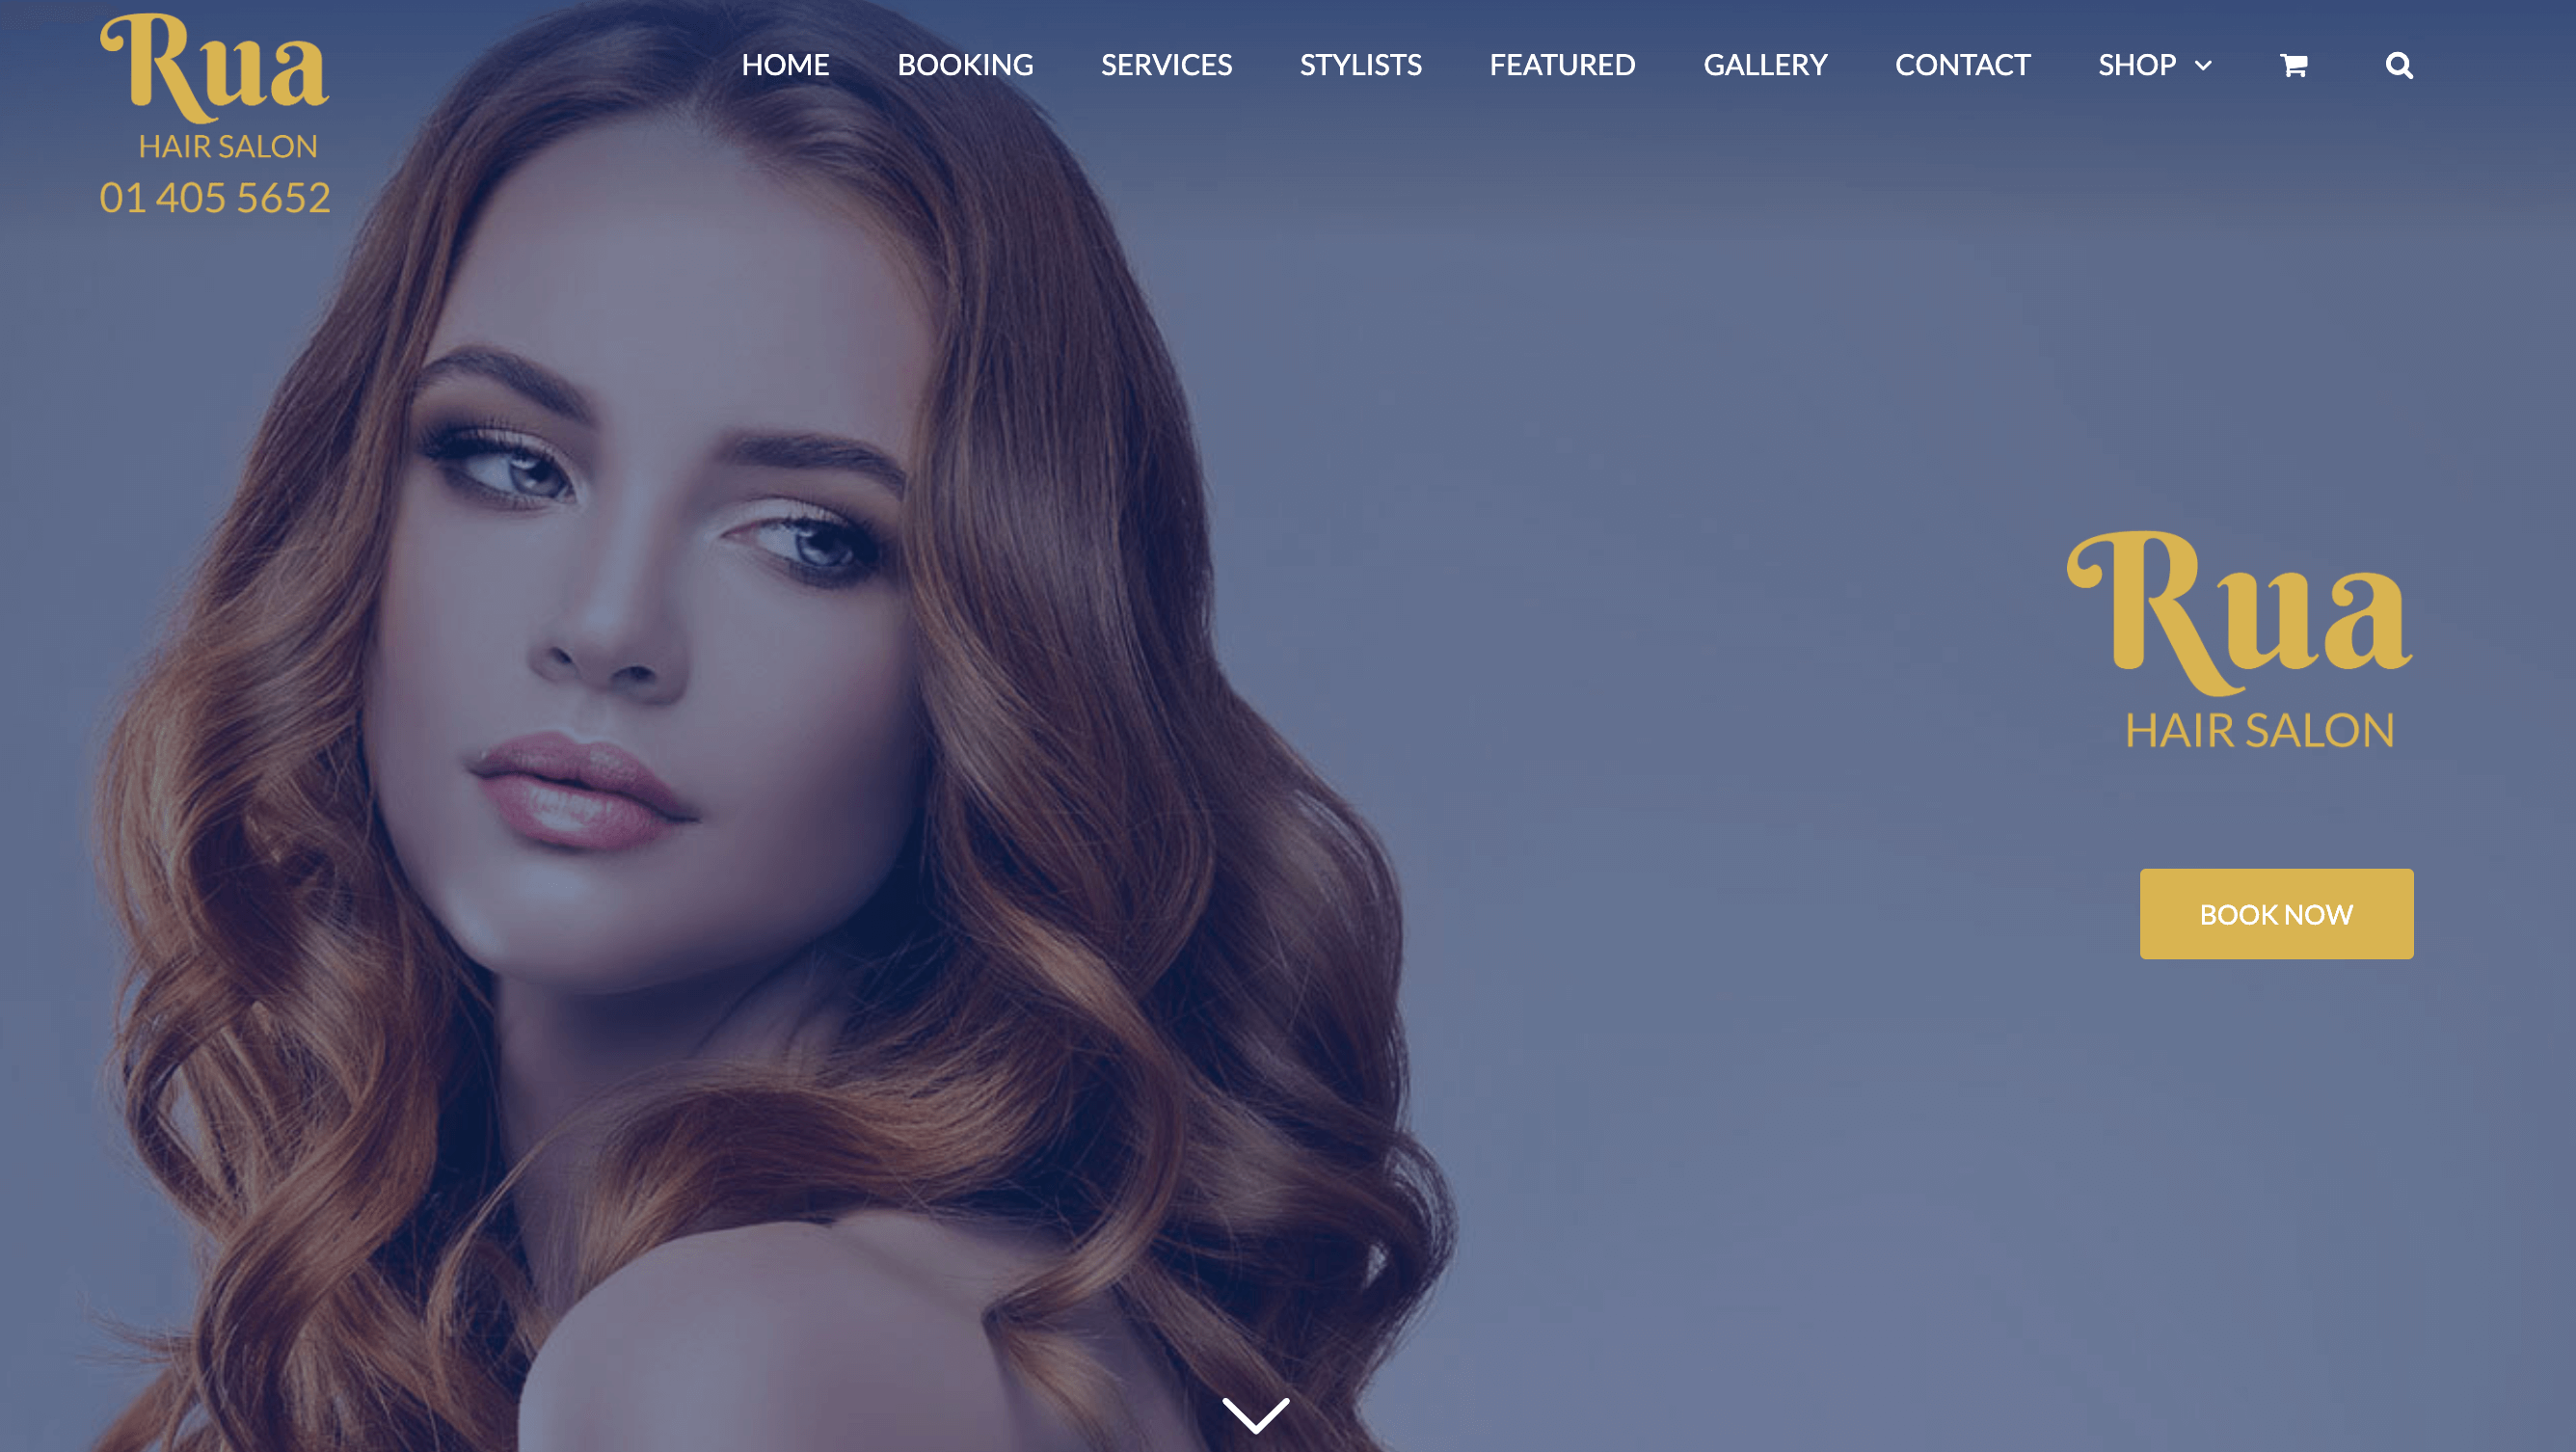 Rua
HAIR SALON
01 405 5652
HOME BOOKING SERVICES STYLISTS FEATURED GALLERY CONTACT SHOP
Rua
HAIR SALON
BOOK NOW